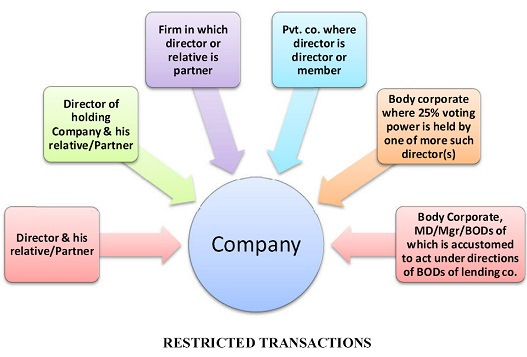 Firm in which
director or
relative is
partner
Pvt. co. where
director is
director or
member
Director of
holding
Company & his
relative/Partner
Body corporate
where 25% voting
power is held by
one of more such
director(s)
Director & his
relative/Partner
Company
Body Corporate,
MD/Mgr/BODs of
which is accustomed
to act under directions
of BODs of lending co.
RESTRICTED TRANSACTIONS